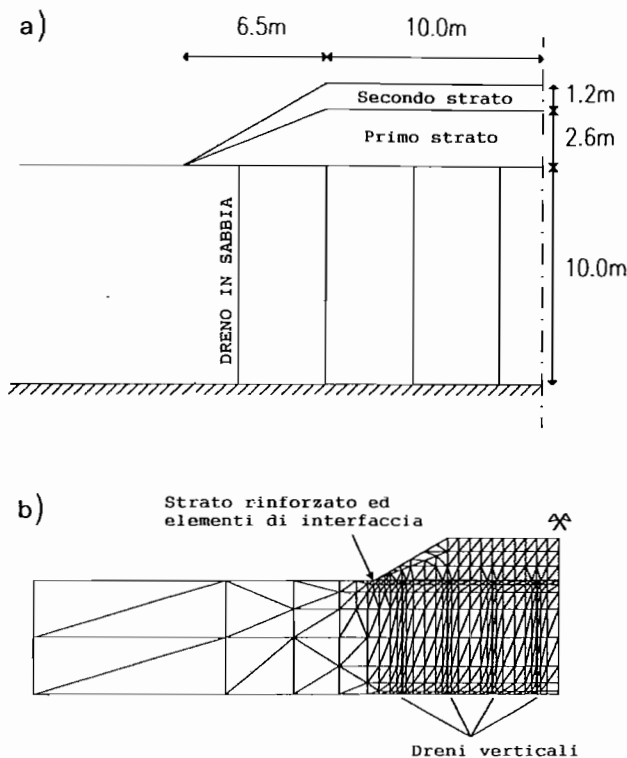 a)
6.5m
10.0m
Secondo strato
1.2m
Primo strato
2.6m
DRENO IN SABBIA
10.0m
b)
Strato rinforzato ed
elementi di interfaccia
Dreni verticali